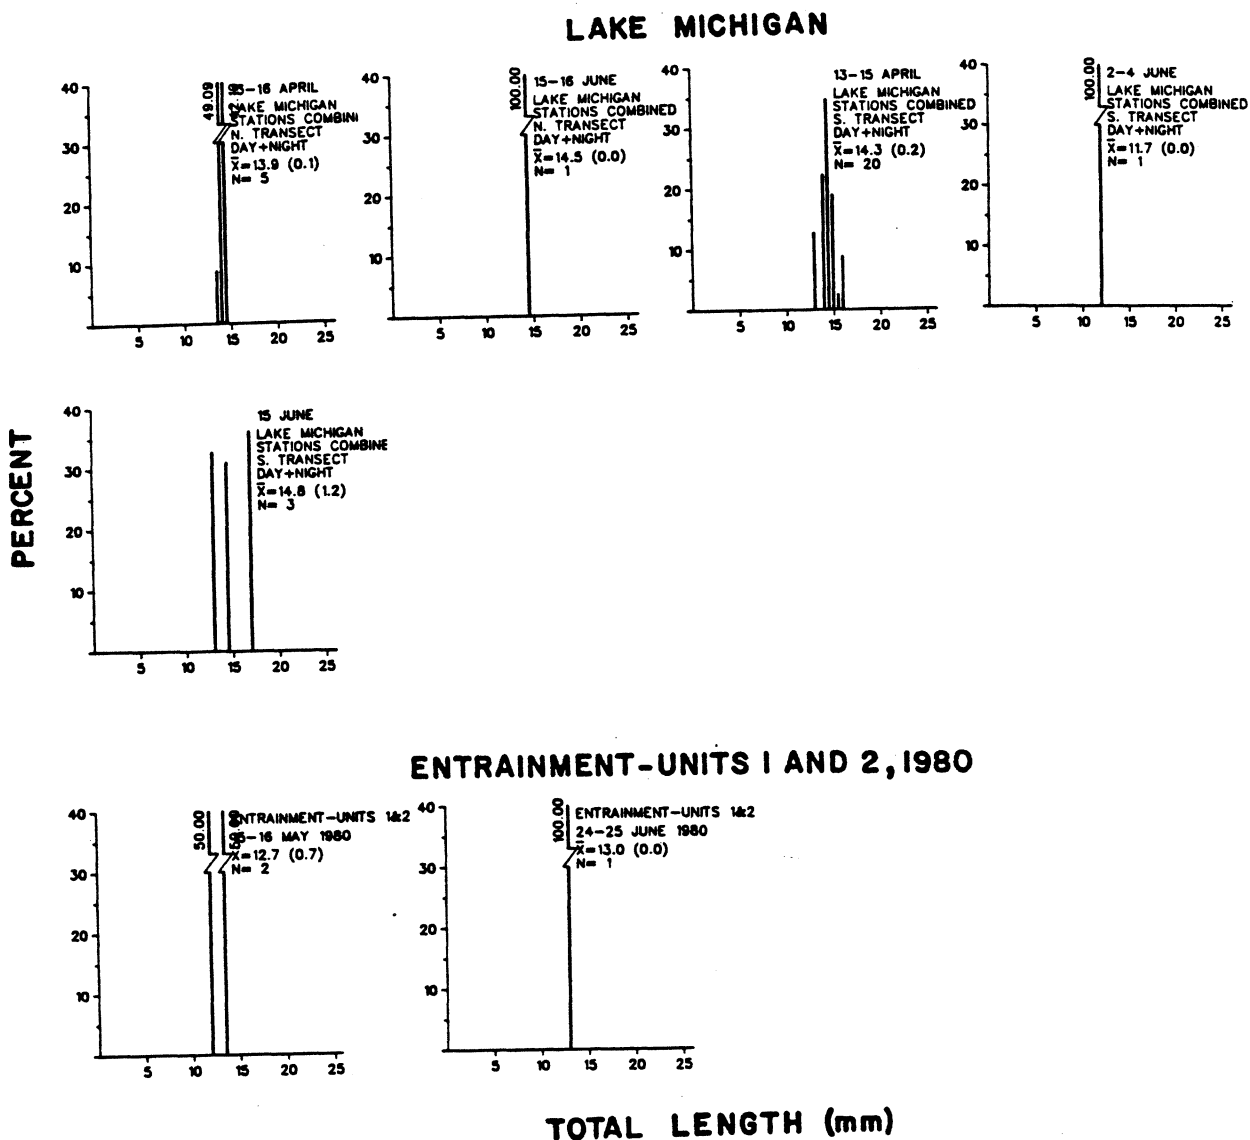 LAKE MICHIGAN
49.09
-16 APRIL
LAKE MICHIGAN
STATIONS COMBIN
N. TRANSECT
DAY+NIGHT
X̅=13.9 (0.1)
N= 5
40
30
20
10
5 10 15 20 25
100.00
15-16 JUNE
LAKE MICHIGAN
STATIONS COMBINED
N. TRANSECT
DAY+NIGHT
X̅=14.5 (0.0)
N= 1
40
30
20
10
5 10 15 20 25
13-15 APRIL
LAKE MICHIGAN
STATIONS COMBINED
S. TRANSECT
DAY+NIGHT
X̅=14.3 (0.2)
N= 20
40
30
20
10
5 10 15 20 25
100.00
2-4 JUNE
LAKE MICHIGAN
STATIONS COMBINED
S. TRANSECT
DAY+NIGHT
X̅=11.7 (0.0)
N= 1
40
30
20
10
5 10 15 20 25
PERCENT
15 JUNE
LAKE MICHIGAN
STATIONS COMBINE
S. TRANSECT
DAY+NIGHT
X̅=14.8 (1.2)
N= 3
40
30
20
10
5 10 15 20 25
ENTRAINMENT-UNITS 1 AND 2, 1980
50.00
ENTRAINMENT-UNITS 1&2
-16 MAY 1980
X̅=12.7 (0.7)
N= 2
40
30
20
10
5 10 15 20 25
100.00
ENTRAINMENT-UNITS 1&2
24-25 JUNE 1980
X̅=13.0 (0.0)
N= 1
40
30
20
10
5 10 15 20 25
TOTAL LENGTH (mm)